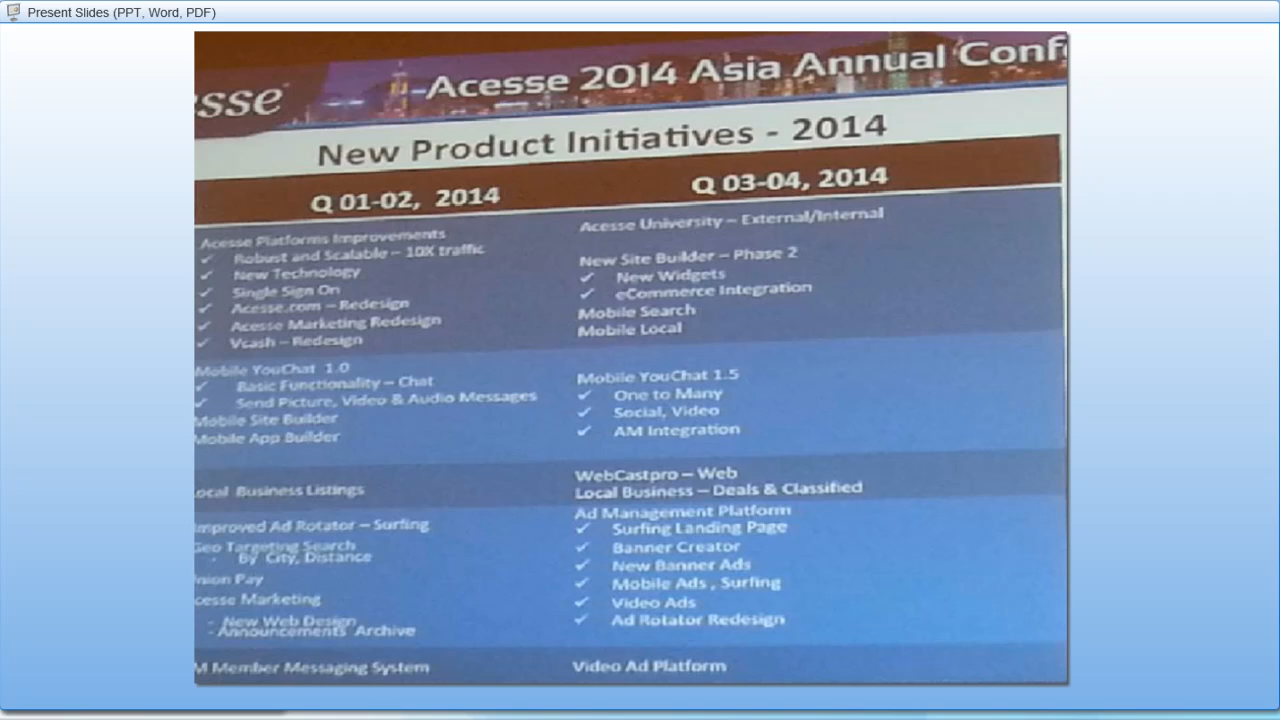 Present Slides (PPT, Word, PDF)
esse
Acesse 2014 Asia Annual Conf
New Product Initiatives - 2014
Q 01-02, 2014
Q 03-04, 2014
Acesse Platforms Improvements
✓ Robust and Scalable – 10X traffic
✓ New Technology
✓ Single Sign On
✓ Acesse.com – Redesign
✓ Acesse Marketing Redesign
✓ Vcash – Redesign
Acesse University – External/Internal
New Site Builder – Phase 2
✓ New Widgets
✓ eCommerce Integration
Mobile Search
Mobile Local
Mobile YouChat 1.0
✓ Basic Functionality – Chat
✓ Send Picture, Video & Audio Messages
Mobile Site Builder
Mobile App Builder
Mobile YouChat 1.5
✓ One to Many
✓ Social, Video
✓ AM Integration
ocal Business Listings
WebCastpro – Web
Local Business – Deals & Classified
Improved Ad Rotator – Surfing
Geo Targeting Search
- By City, Distance
nion Pay
cesse Marketing
- New Web Design
- Announcements Archive
Ad Management Platform
✓ Surfing Landing Page
✓ Banner Creator
✓ New Banner Ads
✓ Mobile Ads , Surfing
✓ Video Ads
✓ Ad Rotator Redesign
M Member Messaging System
Video Ad Platform